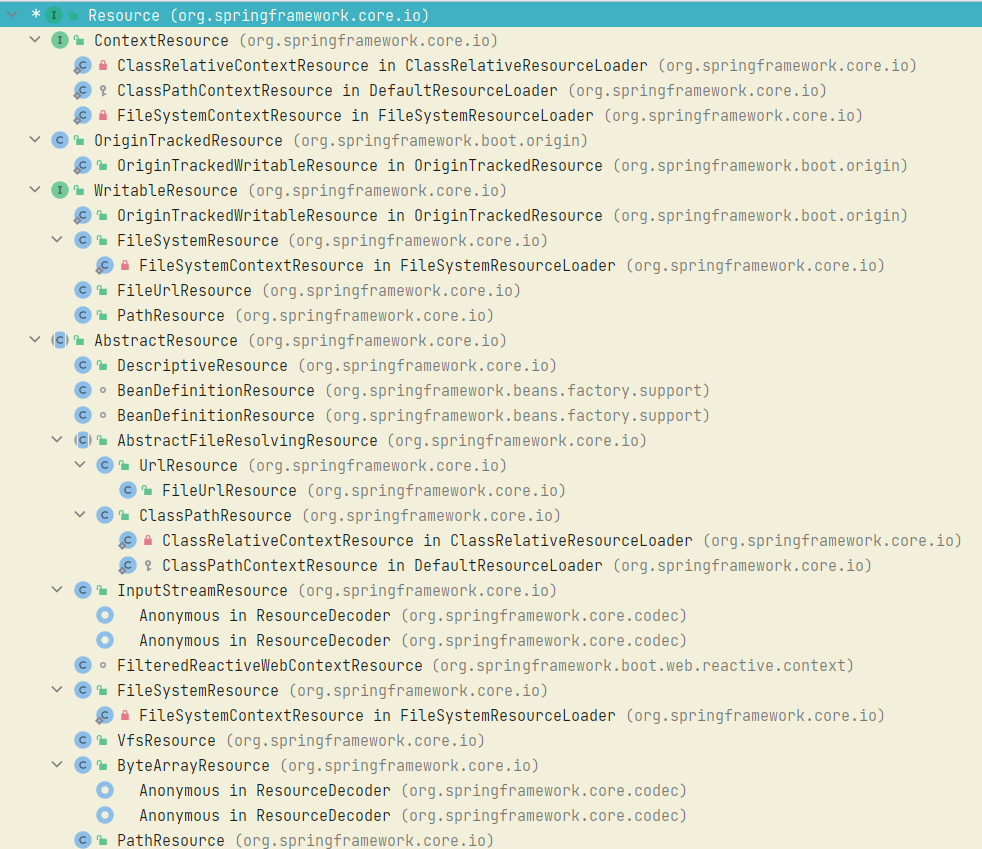 * I Resource (org.springframework.core.io)
I ContextResource (org.springframework.core.io)
C ClassRelativeContextResource in ClassRelativeResourceLoader (org.springframework.core.io)
C ClassPathContextResource in DefaultResourceLoader (org.springframework.core.io)
C FileSystemContextResource in FileSystemResourceLoader (org.springframework.core.io)
C OriginTrackedResource (org.springframework.boot.origin)
C OriginTrackedWritableResource in OriginTrackedResource (org.springframework.boot.origin)
I WritableResource (org.springframework.core.io)
C OriginTrackedWritableResource in OriginTrackedResource (org.springframework.boot.origin)
C FileSystemResource (org.springframework.core.io)
C FileSystemContextResource in FileSystemResourceLoader (org.springframework.core.io)
C FileUrlResource (org.springframework.core.io)
C PathResource (org.springframework.core.io)
C AbstractResource (org.springframework.core.io)
C DescriptiveResource (org.springframework.core.io)
C BeanDefinitionResource (org.springframework.beans.factory.support)
C BeanDefinitionResource (org.springframework.beans.factory.support)
C AbstractFileResolvingResource (org.springframework.core.io)
C UrlResource (org.springframework.core.io)
C FileUrlResource (org.springframework.core.io)
C ClassPathResource (org.springframework.core.io)
C ClassRelativeContextResource in ClassRelativeResourceLoader (org.springframework.core.io)
C ClassPathContextResource in DefaultResourceLoader (org.springframework.core.io)
C InputStreamResource (org.springframework.core.io)
Anonymous in ResourceDecoder (org.springframework.core.codec)
Anonymous in ResourceDecoder (org.springframework.core.codec)
C FilteredReactiveWebContextResource (org.springframework.boot.web.reactive.context)
C FileSystemResource (org.springframework.core.io)
C FileSystemContextResource in FileSystemResourceLoader (org.springframework.core.io)
C VfsResource (org.springframework.core.io)
C ByteArrayResource (org.springframework.core.io)
Anonymous in ResourceDecoder (org.springframework.core.codec)
Anonymous in ResourceDecoder (org.springframework.core.codec)
C PathResource (org.springframework.core.io)